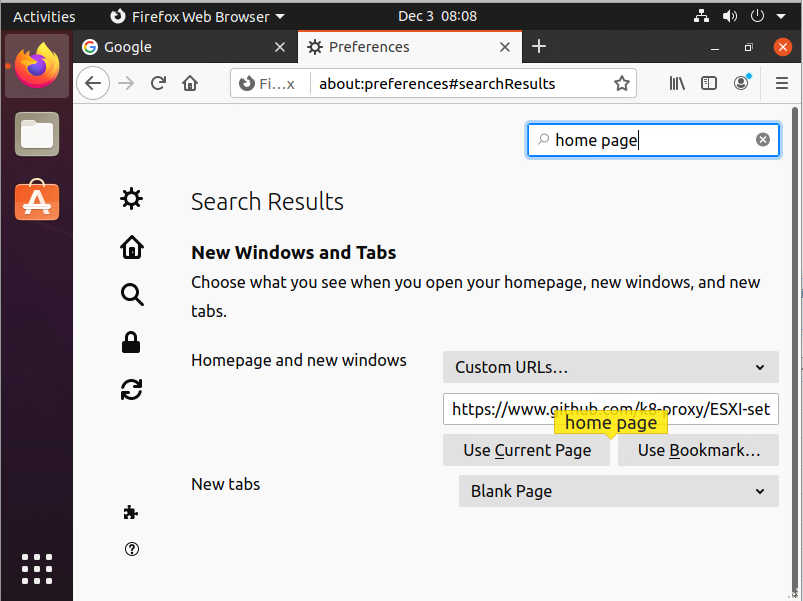 Activities
Firefox Web Browser
Dec 3 08:08
Google
Preferences
Fi...x
about:preferences#searchResults
home page
Search Results
New Windows and Tabs
Choose what you see when you open your homepage, new windows, and new
tabs.
Homepage and new windows
Custom URLs...
https://www.github.com/k8-proxy/ESXI-set
home page
Use Current Page
Use Bookmark...
New tabs
Blank Page